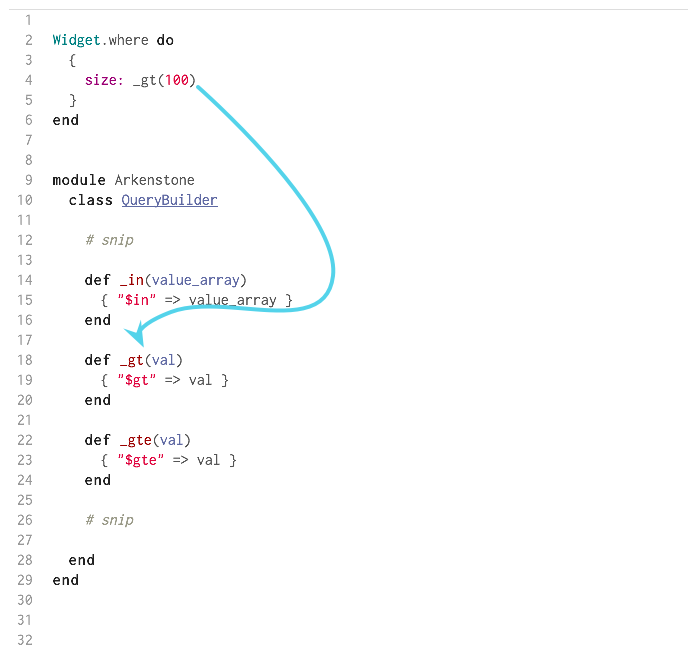 1
2 Widget.where do
3 {
4 size: _gt(100)
5 }
6 end
7
8
9 module Arkenstone
10 class QueryBuilder
11
12 # snip
13
14 def _in(value_array)
15 { "$in" => value_array }
16 end
17
18 def _gt(val)
19 { "$gt" => val }
20 end
21
22 def _gte(val)
23 { "$gte" => val }
24 end
25
26 # snip
27
28 end
29 end
30
31
32